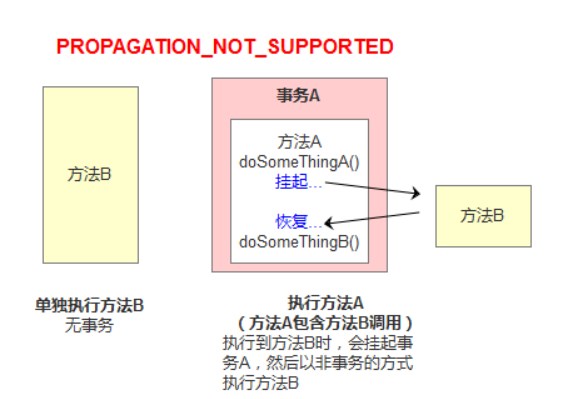 PROPAGATION_NOT_SUPPORTED
方法B
单独执行方法B
无事务
事务A
方法A
doSomeThingA()
挂起...
恢复...
doSomeThingB()
方法B
执行方法A
（方法A包含方法B调用）
执行到方法B时，会挂起事
务A，然后以非事务的方式
执行方法B